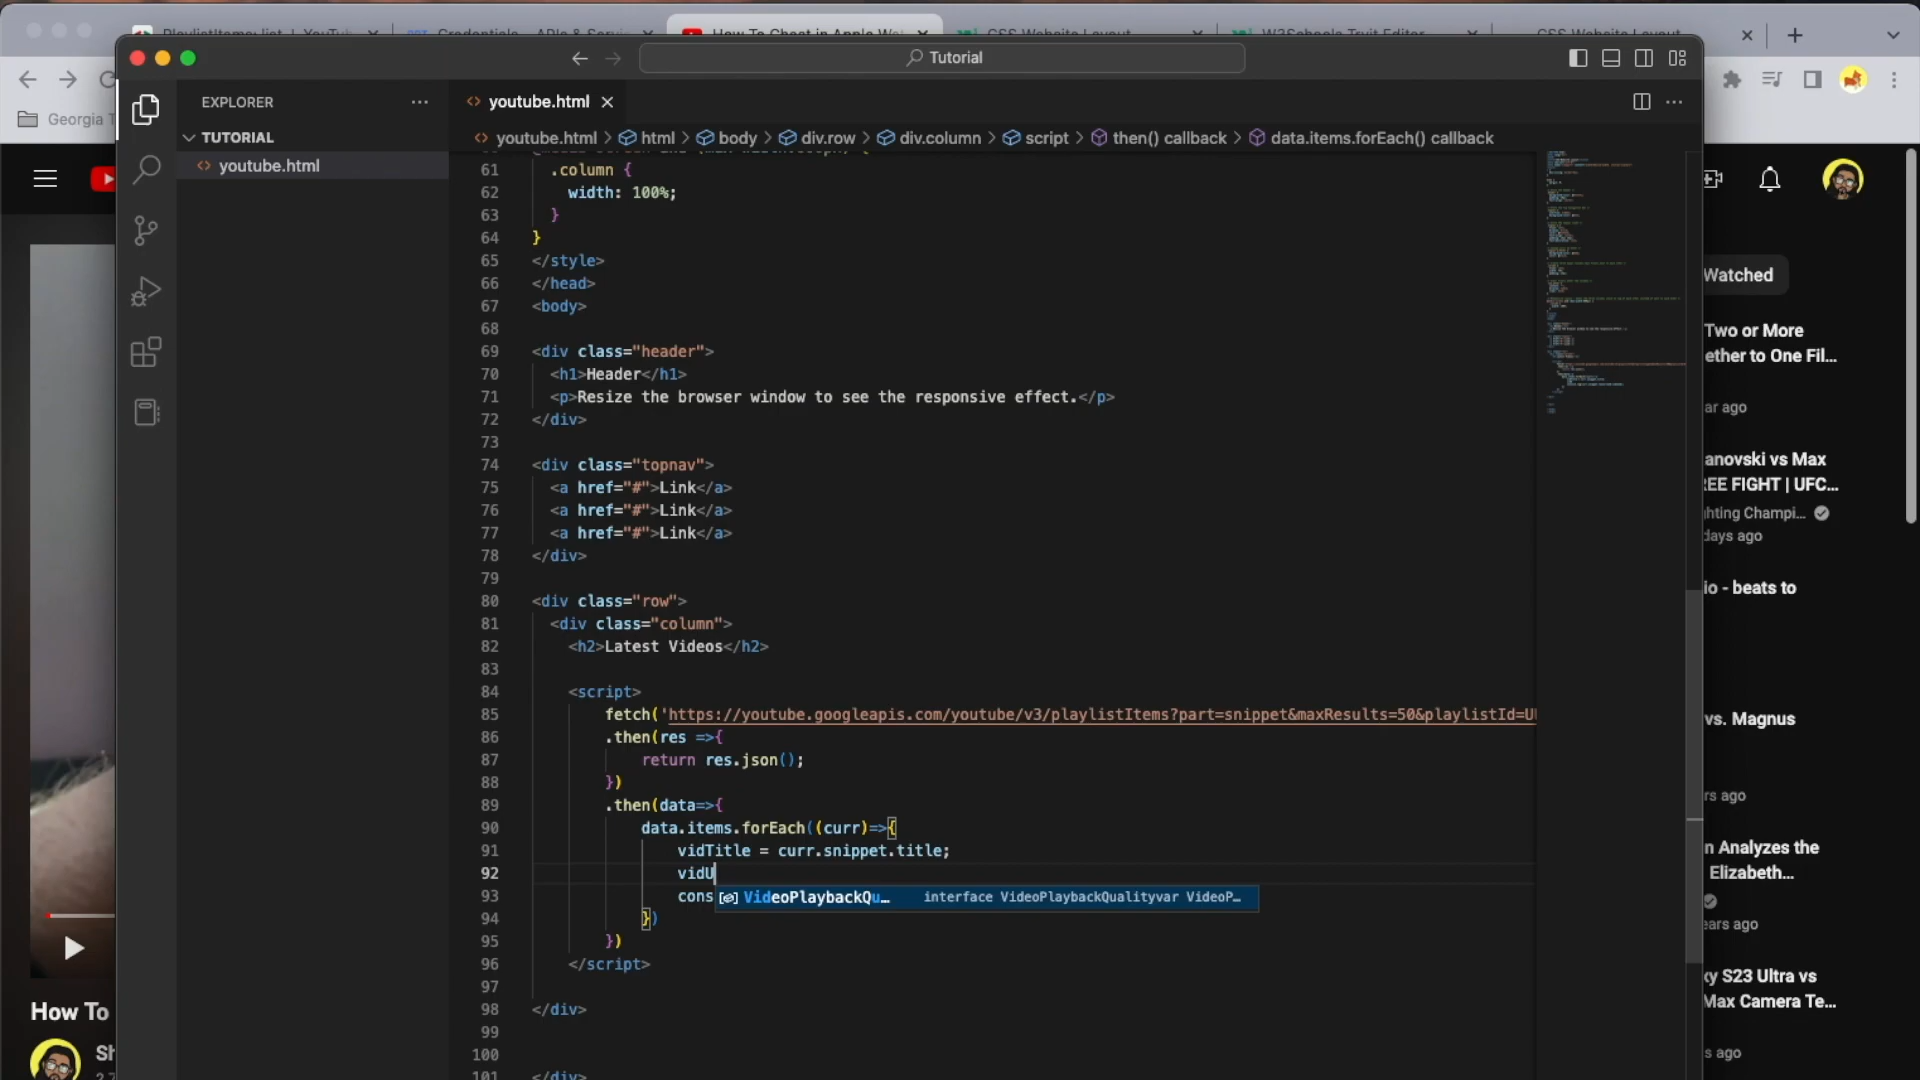 Tutorial
EXPLORER
TUTORIAL
youtube.html
youtube.html
youtube.html > html > body > div.row > div.column > script > then() callback > data.items.forEach() callback
61 .column {
62 width: 100%;
63 }
64 }
65 </style>
66 </head>
67 <body>
68
69 <div class="header">
70 <h1>Header</h1>
71 <p>Resize the browser window to see the responsive effect.</p>
72 </div>
73
74 <div class="topnav">
75 <a href="#">Link</a>
76 <a href="#">Link</a>
77 <a href="#">Link</a>
78 </div>
79
80 <div class="row">
81 <div class="column">
82 <h2>Latest Videos</h2>
83
84 <script>
85 fetch('https://youtube.googleapis.com/youtube/v3/playlistItems?part=snippet&maxResults=50&playlistId=U
86 .then(res =>{
87 return res.json();
88 })
89 .then(data=>{
90 data.items.forEach((curr)=>{
91 vidTitle = curr.snippet.title;
92 vidU
93 cons
VideoPlaybackQu… interface VideoPlaybackQualityvar VideoP…
94 })
95 })
96 </script>
97
98 </div>
99
100
101 </div>
Georgia
How To
Sh
Watched
Two or More
ether to One Fil...
ar ago
anovski vs Max
EE FIGHT | UFC...
hting Champi...
days ago
io - beats to
vs. Magnus
rs ago
n Analyzes the
Elizabeth...
ears ago
xy S23 Ultra vs
Max Camera Te...
s ago